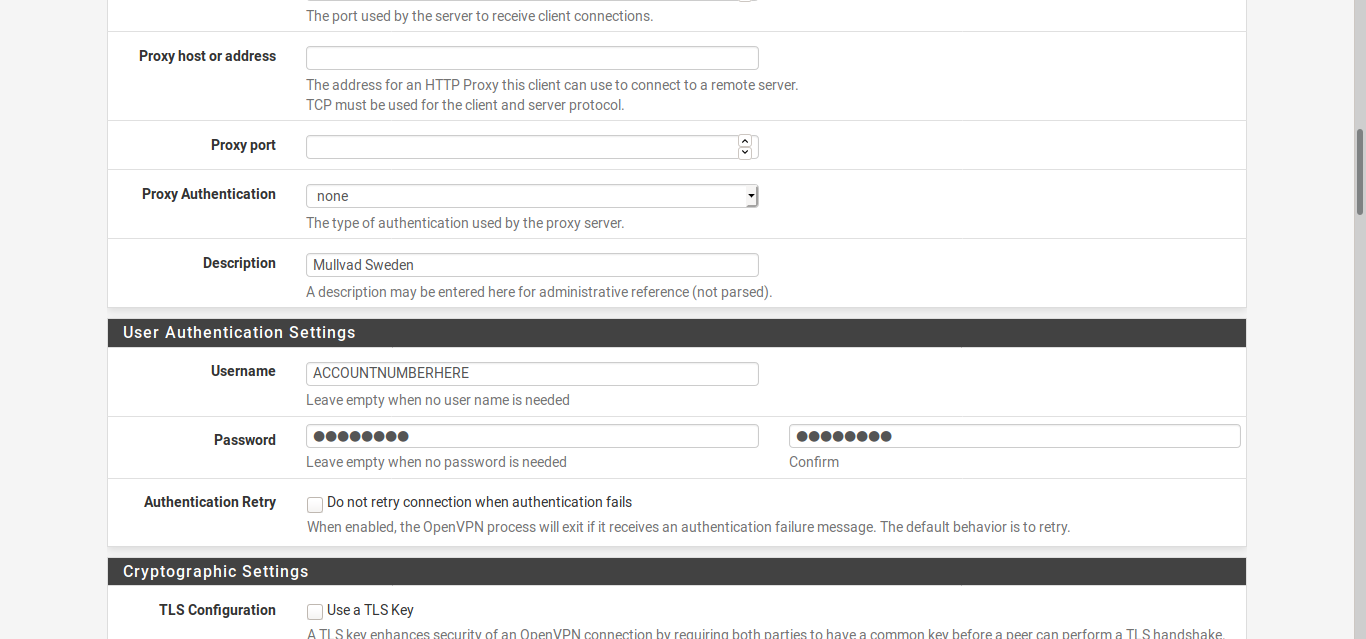 The port used by the server to receive client connections.
Proxy host or address
The address for an HTTP Proxy this client can use to connect to a remote server.
TCP must be used for the client and server protocol.
Proxy port
Proxy Authentication
none
The type of authentication used by the proxy server.
Description
Mullvad Sweden
A description may be entered here for administrative reference (not parsed).
User Authentication Settings
Username
ACCOUNTNUMBERHERE
Leave empty when no user name is needed
Password
●●●●●●●● ●●●●●●●●
Leave empty when no password is needed Confirm
Authentication Retry
Do not retry connection when authentication fails
When enabled, the OpenVPN process will exit if it receives an authentication failure message. The default behavior is to retry.
Cryptographic Settings
TLS Configuration
Use a TLS Key
A TLS key enhances security of an OpenVPN connection by requiring both parties to have a common key before a peer can perform a TLS handshake.